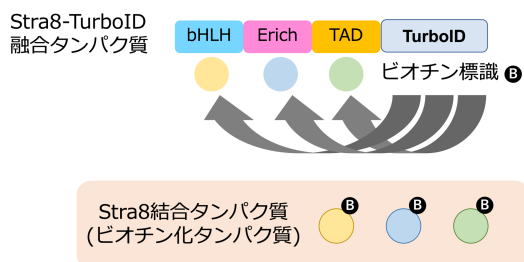 Stra8-TurboID
融合タンパク質
bHLH Erich TAD TurboID
ビオチン標識 B
B B B
Stra8結合タンパク質
(ビオチン化タンパク質)